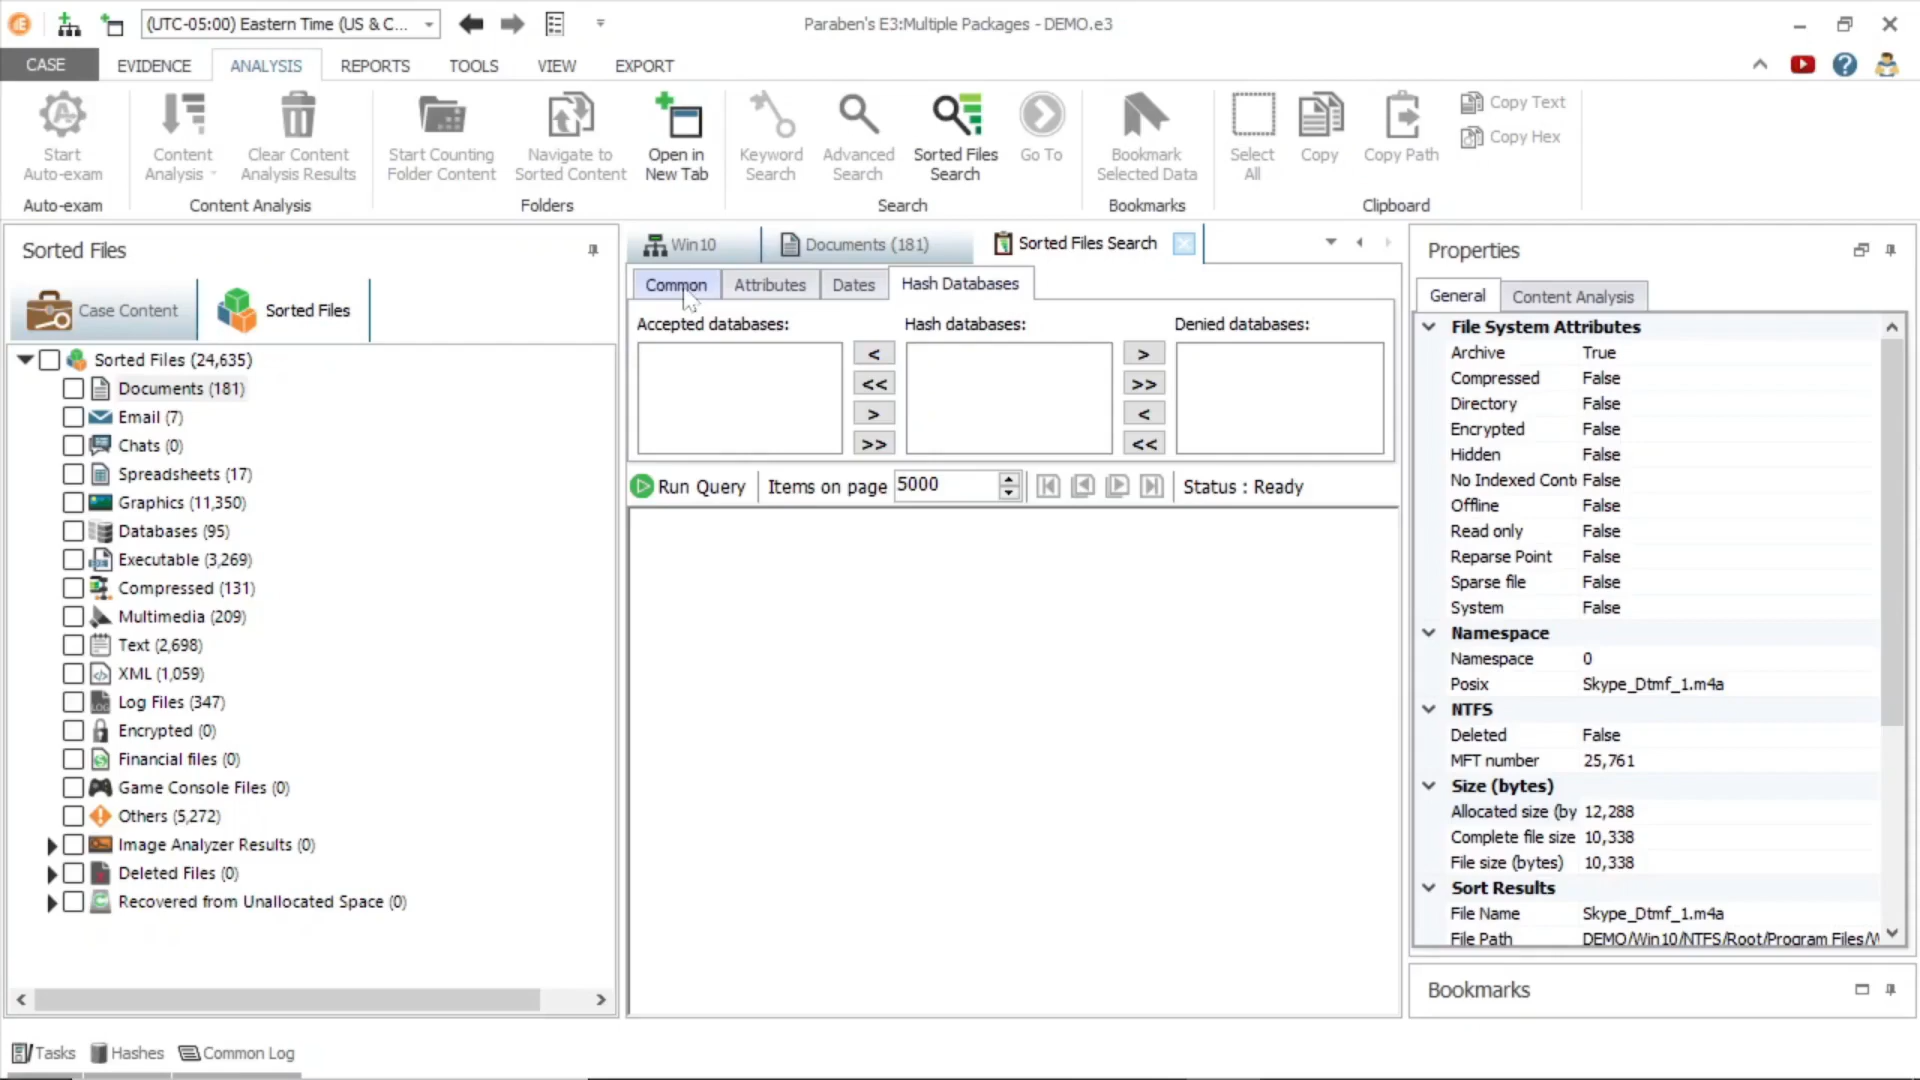 (UTC-05:00) Eastern Time (US & C...
Paraben's E3:Multiple Packages - DEMO.e3
CASE
EVIDENCE
ANALYSIS
REPORTS
TOOLS
VIEW
EXPORT
Start
Auto-exam
Content
Analysis
Clear Content
Analysis Results
Start Counting
Folder Content
Navigate to
Sorted Content
Open in
New Tab
Keyword
Search
Advanced
Search
Sorted Files
Search
Go To
Bookmark
Selected Data
Select
All
Copy
Copy Path
Copy Text
Copy Hex
Auto-exam
Content Analysis
Folders
Search
Bookmarks
Clipboard
Sorted Files
Case Content
Sorted Files
Sorted Files (24,635)
Documents (181)
Email (7)
Chats (0)
Spreadsheets (17)
Graphics (11,350)
Databases (95)
Executable (3,269)
Compressed (131)
Multimedia (209)
Text (2,698)
XML (1,059)
Log Files (347)
Encrypted (0)
Financial files (0)
Game Console Files (0)
Others (5,272)
Image Analyzer Results (0)
Deleted Files (0)
Recovered from Unallocated Space (0)
Win10
Documents (181)
Sorted Files Search
Common
Attributes
Dates
Hash Databases
Accepted databases:
Hash databases:
Denied databases:
< >
<< >>
> <
>> <<
Run Query
Items on page
5000
Status : Ready
Properties
General
Content Analysis
File System Attributes
Archive True
Compressed False
Directory False
Encrypted False
Hidden False
No Indexed Cont False
Offline False
Read only False
Reparse Point False
Sparse file False
System False
Namespace
Namespace 0
Posix Skype_Dtmf_1.m4a
NTFS
Deleted False
MFT number 25,761
Size (bytes)
Allocated size (by 12,288
Complete file size 10,338
File size (bytes) 10,338
Sort Results
File Name Skype_Dtmf_1.m4a
File Path DEMO/Win10/NTFS/Root/Program Files/
Bookmarks
Tasks
Hashes
Common Log